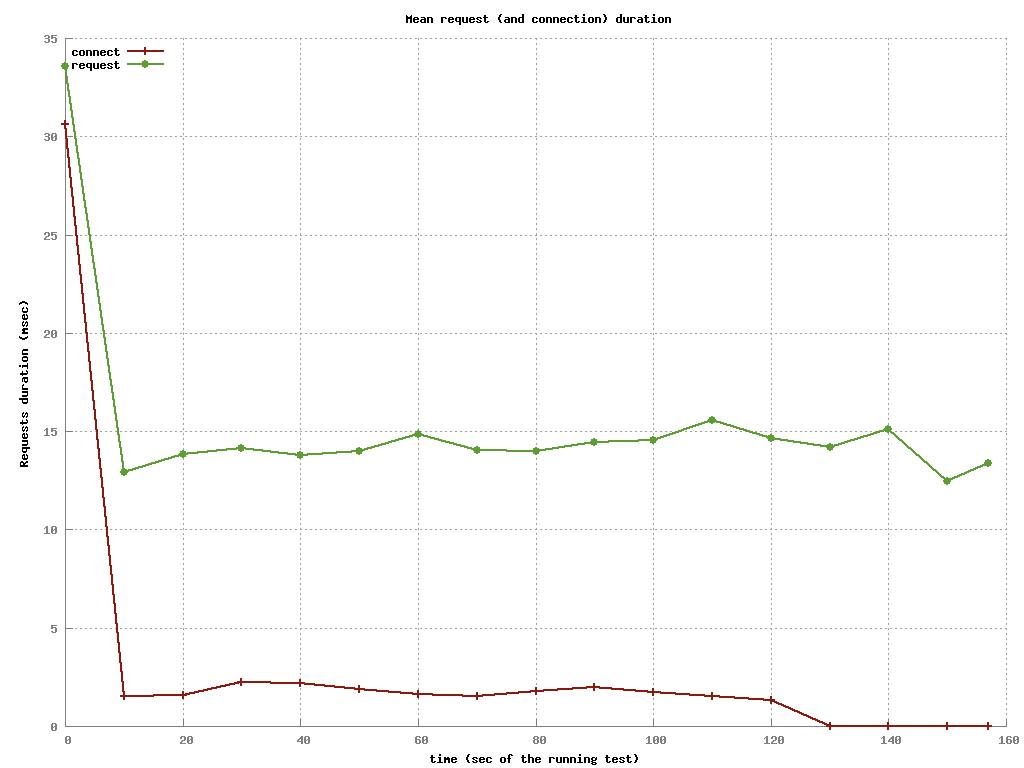 Mean request (and connection) duration
connect
request
35
30
25
20
15
10
5
0
Requests duration (msec)
0 20 40 60 80 100 120 140 160
time (sec of the running test)